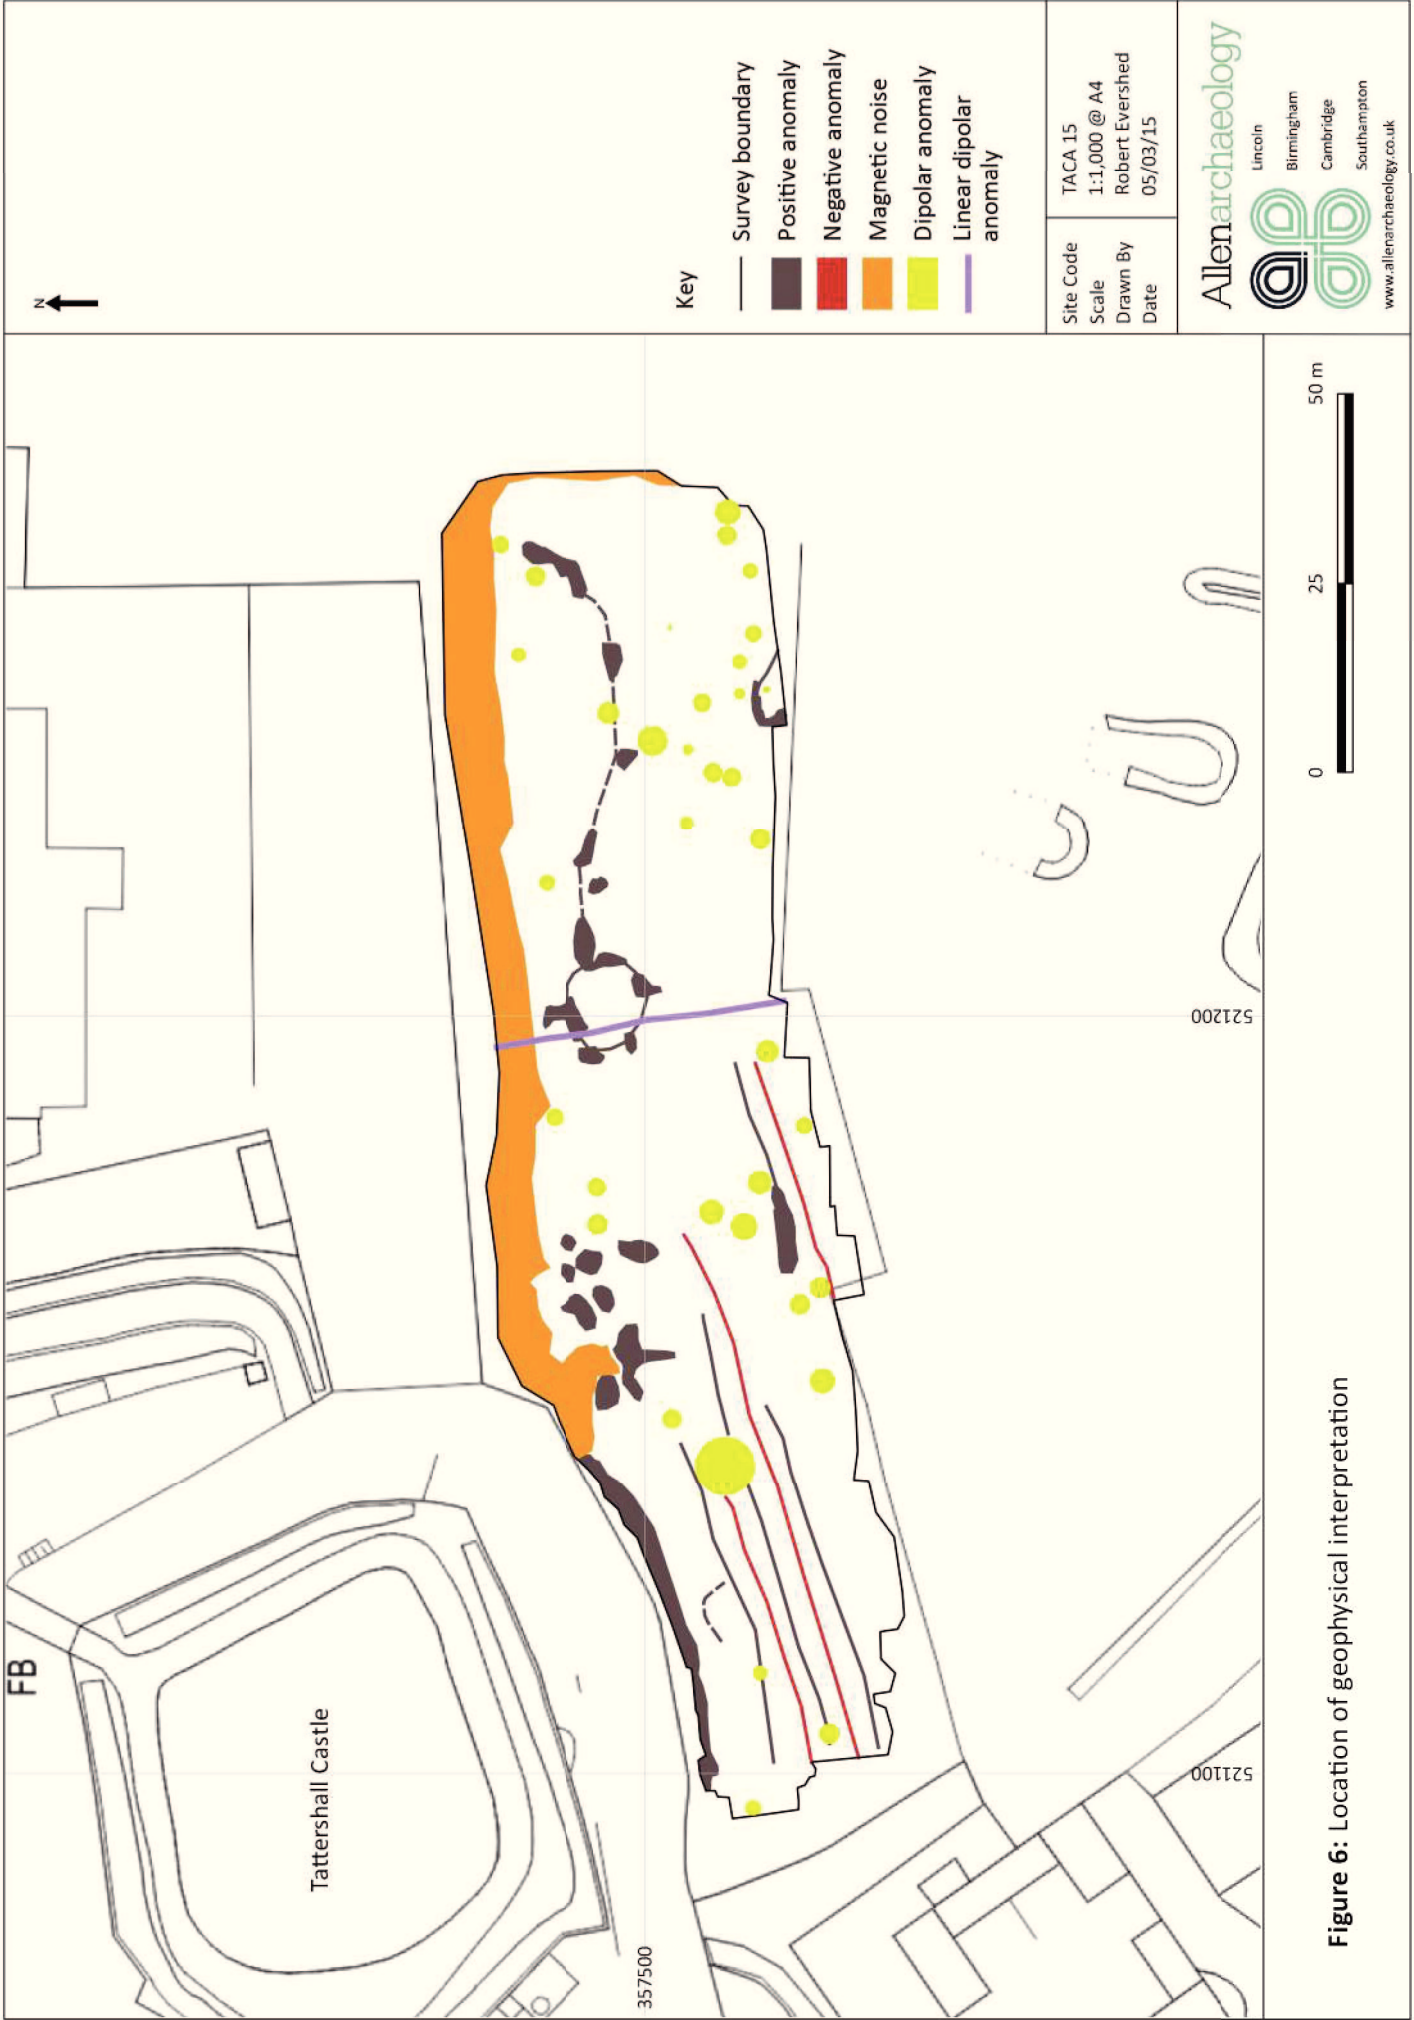 FB
Tattershall Castle
357500
521100
521200
N
Key
Survey boundary
Positive anomaly
Negative anomaly
Magnetic noise
Dipolar anomaly
Linear dipolar
anomaly
Site Code TACA 15
Scale 1:1,000 @ A4
Drawn By Robert Evershed
Date 05/03/15
Allenarchaeology
Lincoln
Birmingham
Cambridge
Southampton
www.allenarchaeology.co.uk
0 25 50 m
Figure 6: Location of geophysical interpretation